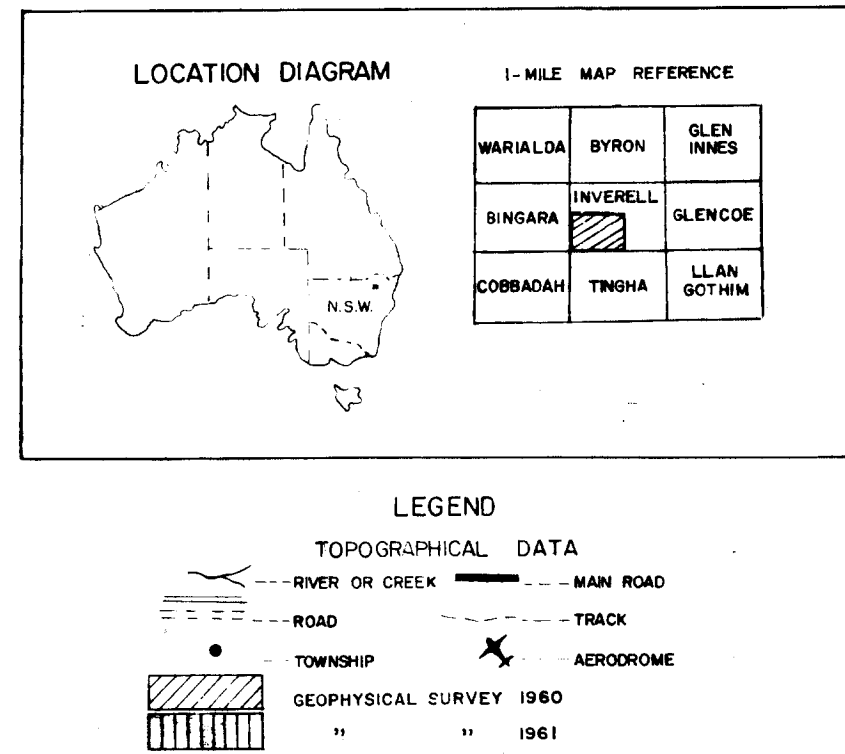 LOCATION DIAGRAM
N.S.W.
1-MILE MAP REFERENCE
WARIALDA BYRON GLEN INNES
BINGARA INVERELL GLENCOE
COBBADAH TINGHA LLAN GOTHIM
LEGEND
TOPOGRAPHICAL DATA
RIVER OR CREEK MAIN ROAD
ROAD TRACK
TOWNSHIP AERODROME
GEOPHYSICAL SURVEY 1960
" " 1961